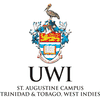 UWI
ST. AUGUSTINE CAMPUS
TRINIDAD & TOBAGO, WEST INDIES